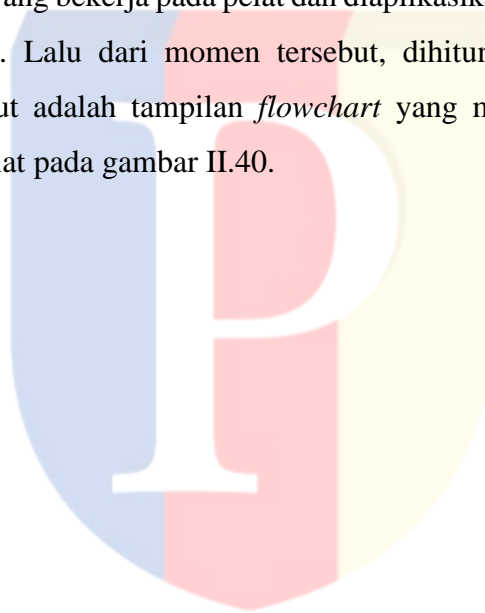 ang bekerja pada pelat dan diaplikasik
. Lalu dari momen tersebut, dihitun
ut adalah tampilan flowchart yang m
at pada gambar II.40.
P